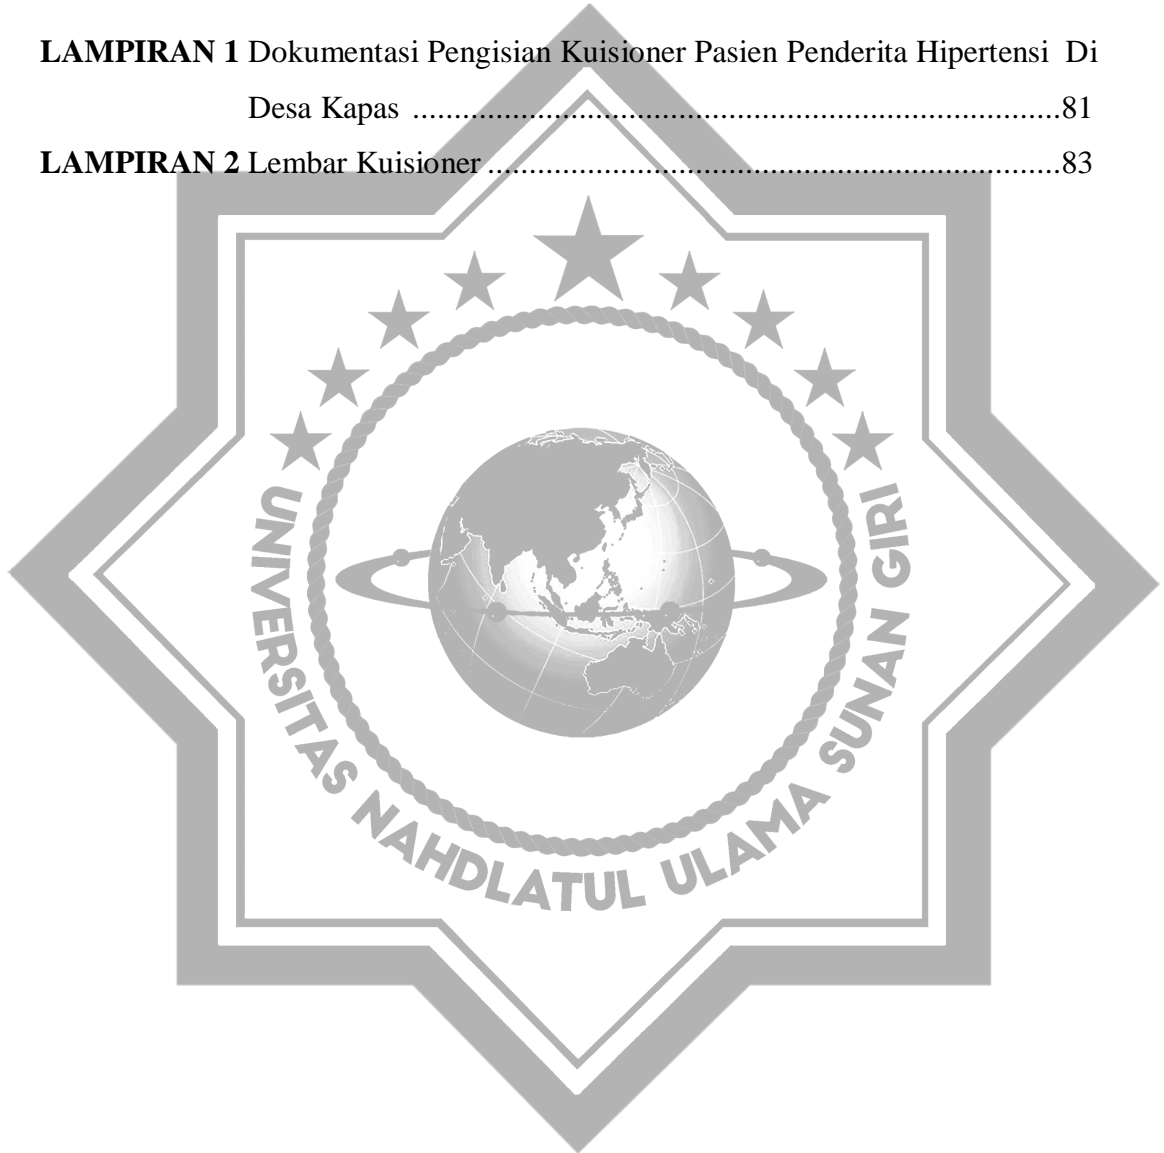 LAMPIRAN 1 Dokumentasi Pengisian Kuisioner Pasien Penderita Hipertensi Di
Desa Kapas ..............................................................................81
LAMPIRAN 2 Lembar Kuisioner .....................................................................83
UNIVERSITAS NAHDLATUL ULAMA SUNAN GIRI